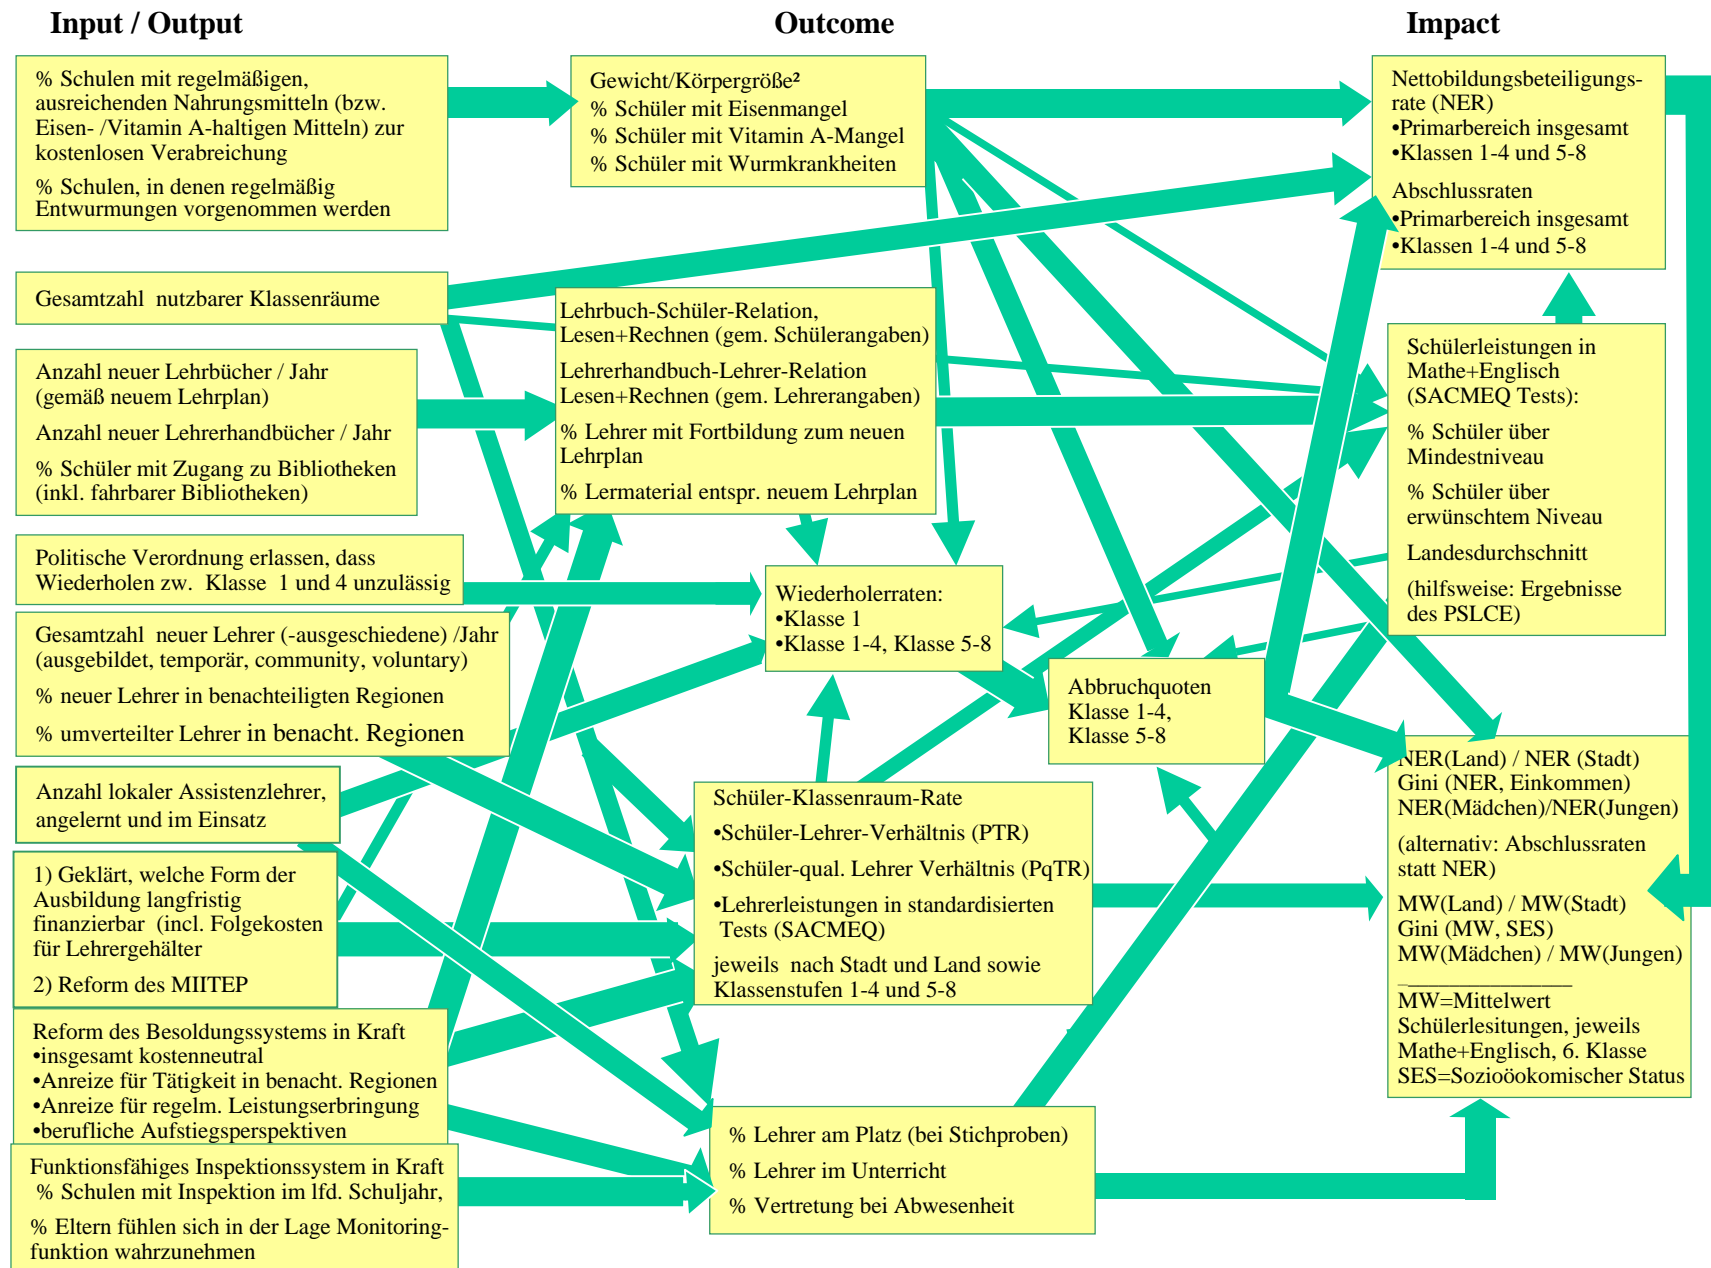 Input / Output
Outcome
Impact
% Schulen mit regelmäßigen,
ausreichenden Nahrungsmitteln (bzw.
Eisen- /Vitamin A-haltigen Mitteln) zur
kostenlosen Verabreichung
% Schulen, in denen regelmäßig
Entwurmungen vorgenommen werden
Gesamtzahl nutzbarer Klassenräume
Anzahl neuer Lehrbücher / Jahr
(gemäß neuem Lehrplan)
Anzahl neuer Lehrerhandbücher / Jahr
% Schüler mit Zugang zu Bibliotheken
(inkl. fahrbarer Bibliotheken)
Politische Verordnung erlassen, dass
Wiederholen zw. Klasse 1 und 4 unzulässig
Gesamtzahl neuer Lehrer (-ausgeschiedene) /Jahr
(ausgebildet, temporär, community, voluntary)
% neuer Lehrer in benachteiligten Regionen
% umverteilter Lehrer in benacht. Regionen
Anzahl lokaler Assistenzlehrer,
angelernt und im Einsatz
1) Geklärt, welche Form der
Ausbildung langfristig
finanzierbar (incl. Folgekosten
für Lehrergehälter
2) Reform des MIITEP
Reform des Besoldungssystems in Kraft
•insgesamt kostenneutral
•Anreize für Tätigkeit in benacht. Regionen
•Anreize für regelm. Leistungserbringung
•berufliche Aufstiegsperspektiven
Funktionsfähiges Inspektionssystem in Kraft
% Schulen mit Inspektion im lfd. Schuljahr,
% Eltern fühlen sich in der Lage Monitoring-
funktion wahrzunehmen
Gewicht/Körpergröße²
% Schüler mit Eisenmangel
% Schüler mit Vitamin A-Mangel
% Schüler mit Wurmkrankheiten
Lehrbuch-Schüler-Relation,
Lesen+Rechnen (gem. Schülerangaben)
Lehrerhandbuch-Lehrer-Relation
Lesen+Rechnen (gem. Lehrerangaben)
% Lehrer mit Fortbildung zum neuen
Lehrplan
% Lermaterial entspr. neuem Lehrplan
Wiederholerraten:
•Klasse 1
•Klasse 1-4, Klasse 5-8
Abbruchquoten
Klasse 1-4,
Klasse 5-8
Schüler-Klassenraum-Rate
•Schüler-Lehrer-Verhältnis (PTR)
•Schüler-qual. Lehrer Verhältnis (PqTR)
•Lehrerleistungen in standardisierten
Tests (SACMEQ)
jeweils nach Stadt und Land sowie
Klassenstufen 1-4 und 5-8
% Lehrer am Platz (bei Stichproben)
% Lehrer im Unterricht
% Vertretung bei Abwesenheit
Nettobildungsbeteiligungs-
rate (NER)
•Primarbereich insgesamt
•Klassen 1-4 und 5-8
Abschlussraten
•Primarbereich insgesamt
•Klassen 1-4 und 5-8
Schülerleistungen in
Mathe+Englisch
(SACMEQ Tests):
% Schüler über
Mindestniveau
% Schüler über
erwünschtem Niveau
Landesdurchschnitt
(hilfsweise: Ergebnisse
des PSLCE)
NER(Land) / NER (Stadt)
Gini (NER, Einkommen)
NER(Mädchen)/NER(Jungen)
(alternativ: Abschlussraten
statt NER)
MW(Land) / MW(Stadt)
Gini (MW, SES)
MW(Mädchen) / MW(Jungen)
MW=Mittelwert
Schülerlesitungen, jeweils
Mathe+Englisch, 6. Klasse
SES=Sozioöokomischer Status